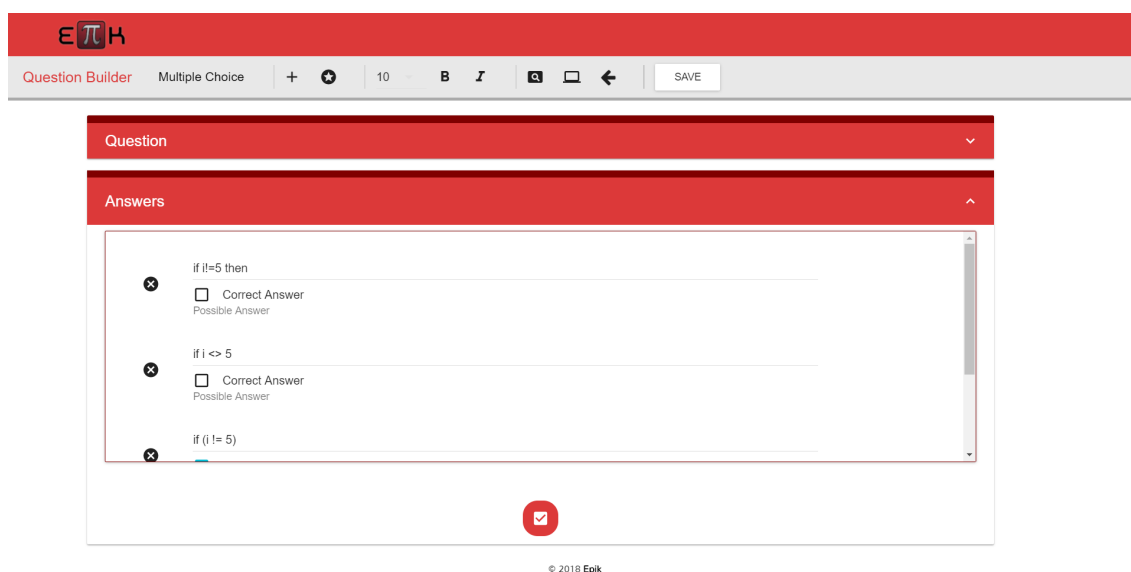 επK
Question Builder Multiple Choice 10 B I SAVE
Question
Answers
if i!=5 then
Correct Answer
Possible Answer
if i <> 5
Correct Answer
Possible Answer
if (i != 5)
© 2018 Epik